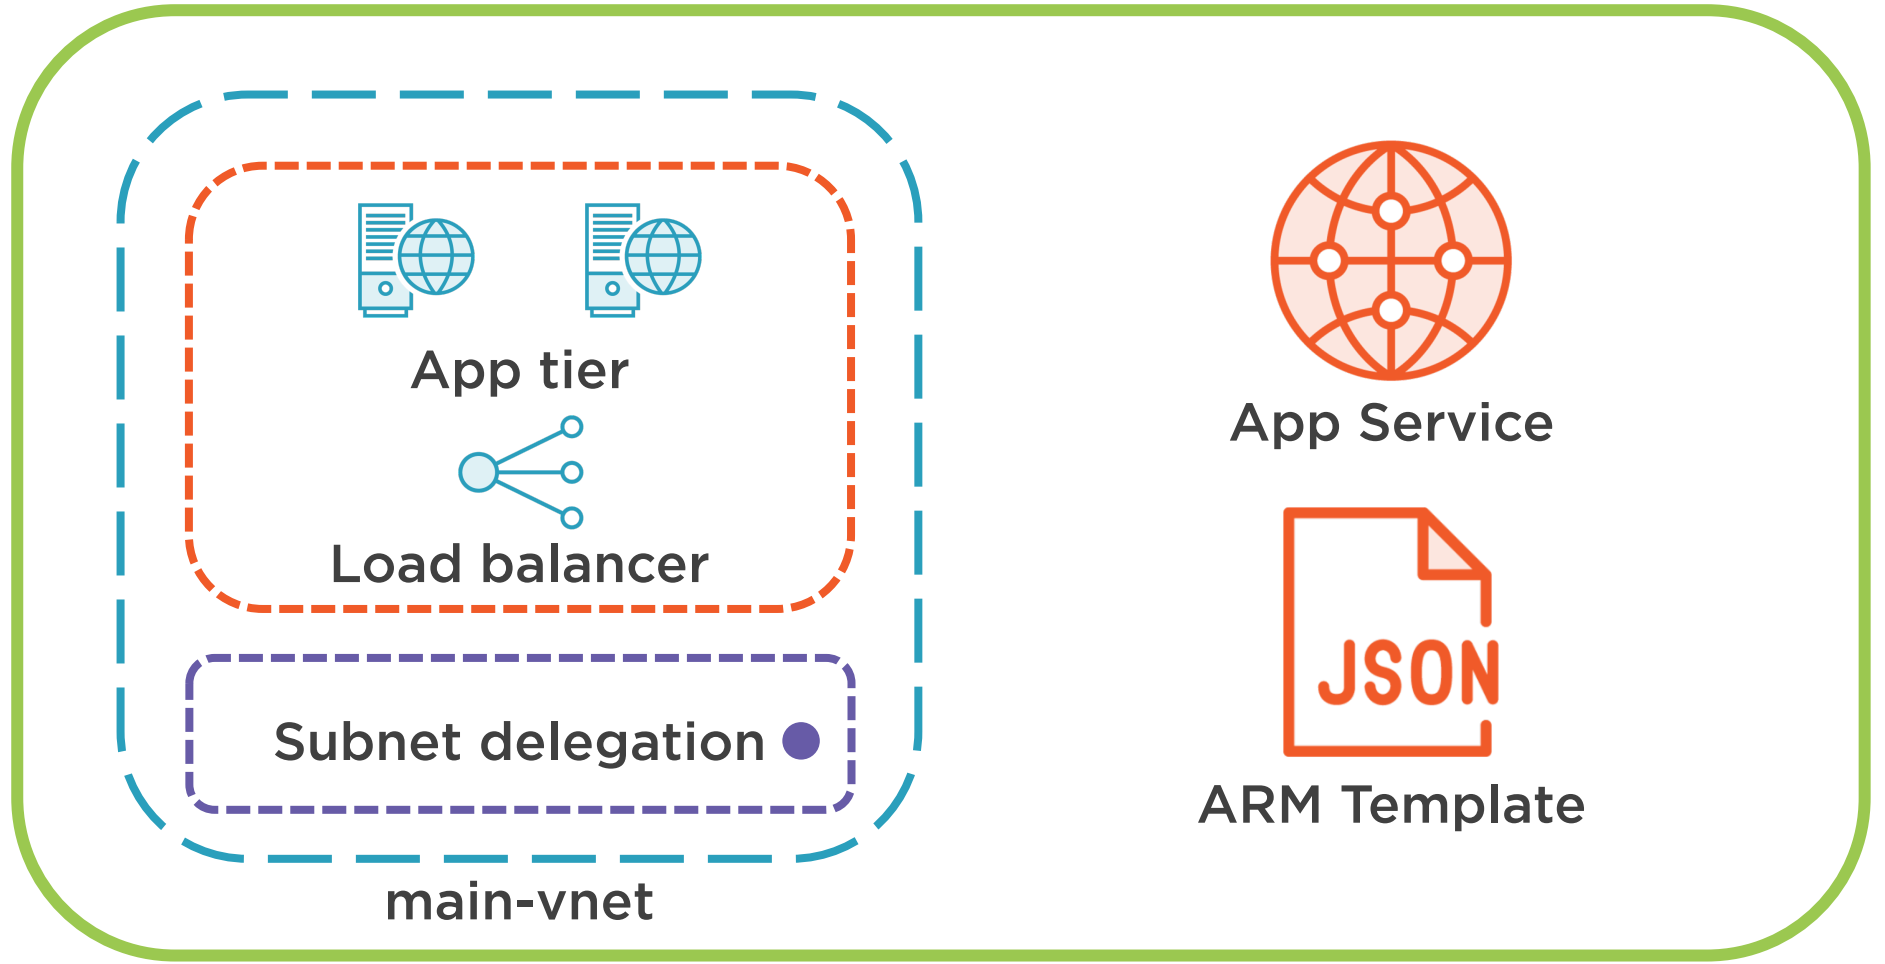 App tier
Load balancer
Subnet delegation
main-vnet
App Service
JSON
ARM Template